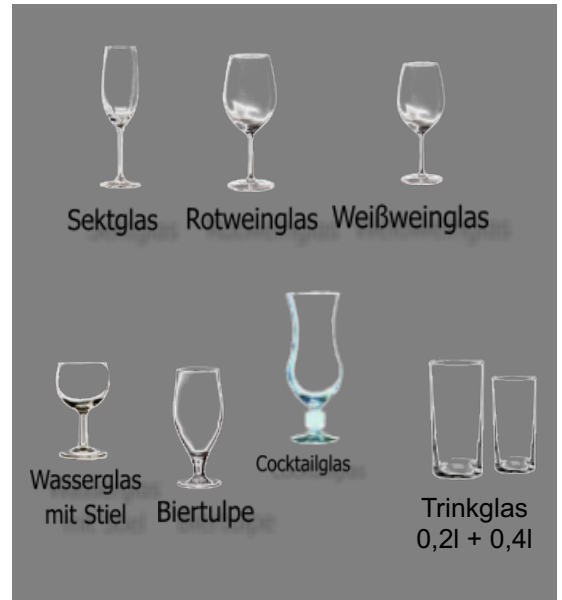 Sektglas Rotweinglas Weißweinglas
Cocktailglas
Wasserglas
mit Stiel
Biertulpe
Trinkglas
0,2l + 0,4l